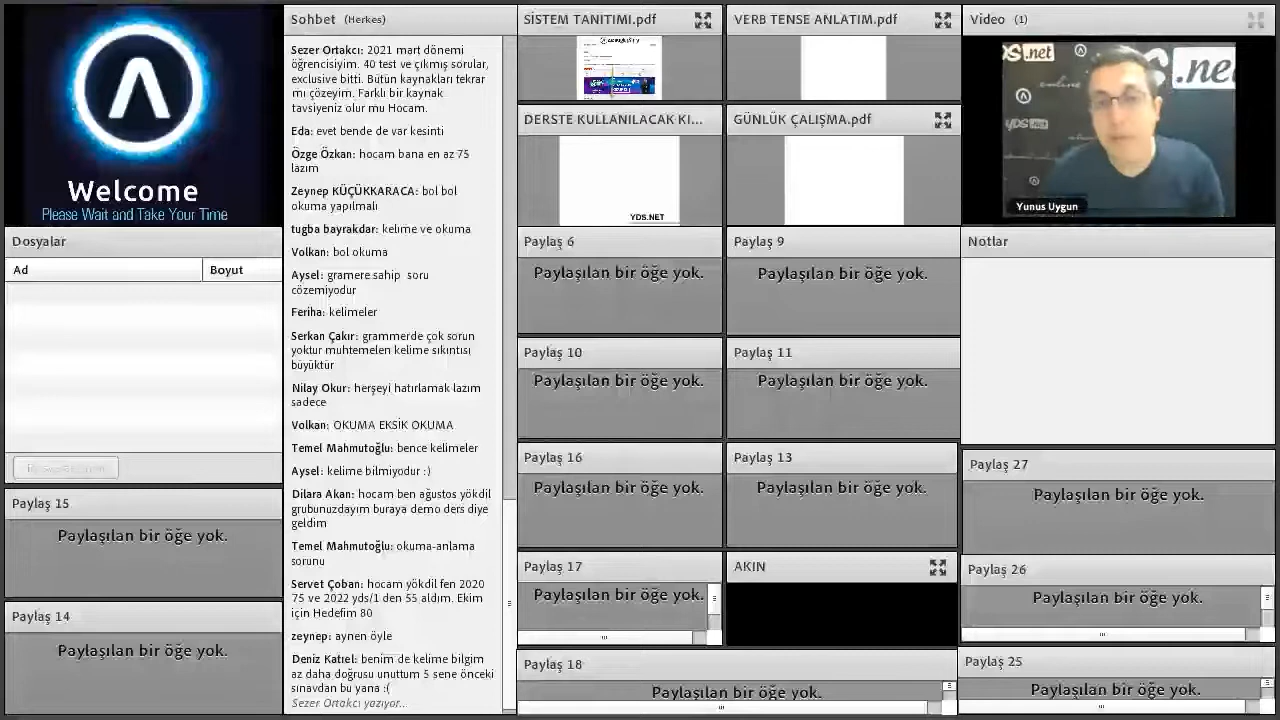 Welcome
Please Wait and Take Your Time
Dosyalar
Ad
Boyut
Paylaş 15
Paylaşılan bir öğe yok.
Paylaş 14
Paylaşılan bir öğe yok.
Sohbet (Herkes)
Sezer Ortakcı: 2021 mart dönemi
öğrencisiyim. 40 test ve çıkmış sorular,
exclusive bitti. Bütün kaynakları tekrar
mı çözeyim. Farklı bir kaynak
tavsiyeniz olur mu Hocam.
Eda: evet bende de var kesinti
Özge Özkan: hocam bana en az 75
lazım
Zeynep KÜÇÜKKARACA: bol bol
okuma yapılmalı
tugba bayrakdar: kelıme ve okuma
Volkan: bol okuma
Aysel: gramere sahip soru
cözemiyodur
Feriha: kelimeler
Serkan Çakır: grammerde çok sorun
yoktur muhtemelen kelime sıkıntısı
büyüktür
Nilay Okur: herşeyi hatırlamak lazım
sadece
Volkan: OKUMA EKSİK OKUMA
Temel Mahmutoğlu: bence kelimeler
Aysel: kelime bilmiyodur :)
Dilara Akan: hocam ben ağustos yökdil
grubunuzdayım buraya demo ders diye
geldim
Temel Mahmutoğlu: okuma-anlama
sorunu
Servet Çoban: hocam yökdil fen 2020
75 ve 2022 yds/1 den 55 aldım. Ekim
için Hedefim 80
zeynep: aynen öyle
Deniz Katıel: benim de kelime bilgim
az daha doğrusu unuttum 5 sene önceki
sınavdan bu yana :(
Sezer Ortakcı yazıyor...
SİSTEM TANITIMI.pdf
VERB TENSE ANLATIM.pdf
DERSTE KULLANILACAK KI...
YDS.NET
GÜNLÜK ÇALIŞMA.pdf
Paylaş 6
Paylaşılan bir öğe yok.
Paylaş 9
Paylaşılan bir öğe yok.
Paylaş 10
Paylaşılan bir öğe yok.
Paylaş 11
Paylaşılan bir öğe yok.
Paylaş 16
Paylaşılan bir öğe yok.
Paylaş 13
Paylaşılan bir öğe yok.
Paylaş 17
Paylaşılan bir öğe yok.
AKIN
Paylaş 18
Paylaşılan bir öğe yok.
Video (1)
.net
Yunus Uygun
Notlar
Paylaş 27
Paylaşılan bir öğe yok.
Paylaş 26
Paylaşılan bir öğe yok.
Paylaş 25
Paylaşılan bir öğe yok.